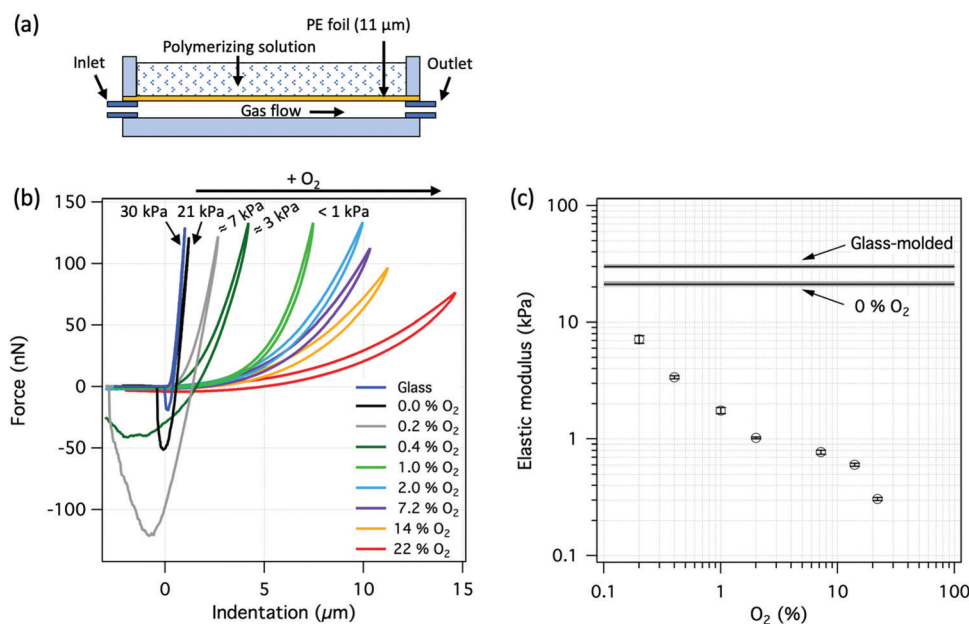 (a)
PE foil (11 µm)
Polymerizing solution
Inlet
Outlet
Gas flow
(b)
+ O₂
150
100
50
0
-50
-100
30 kPa
21 kPa
≈ 7 kPa
≈ 3 kPa
< 1 kPa
Force (nN)
Glass
0.0 % O₂
0.2 % O₂
0.4 % O₂
1.0 % O₂
2.0 % O₂
7.2 % O₂
14 % O₂
22 % O₂
0
5
10
15
Indentation (µm)
(c)
100
10
1
0.1
Elastic modulus (kPa)
Glass-molded
0 % O₂
0.1
1
10
100
O₂ (%)